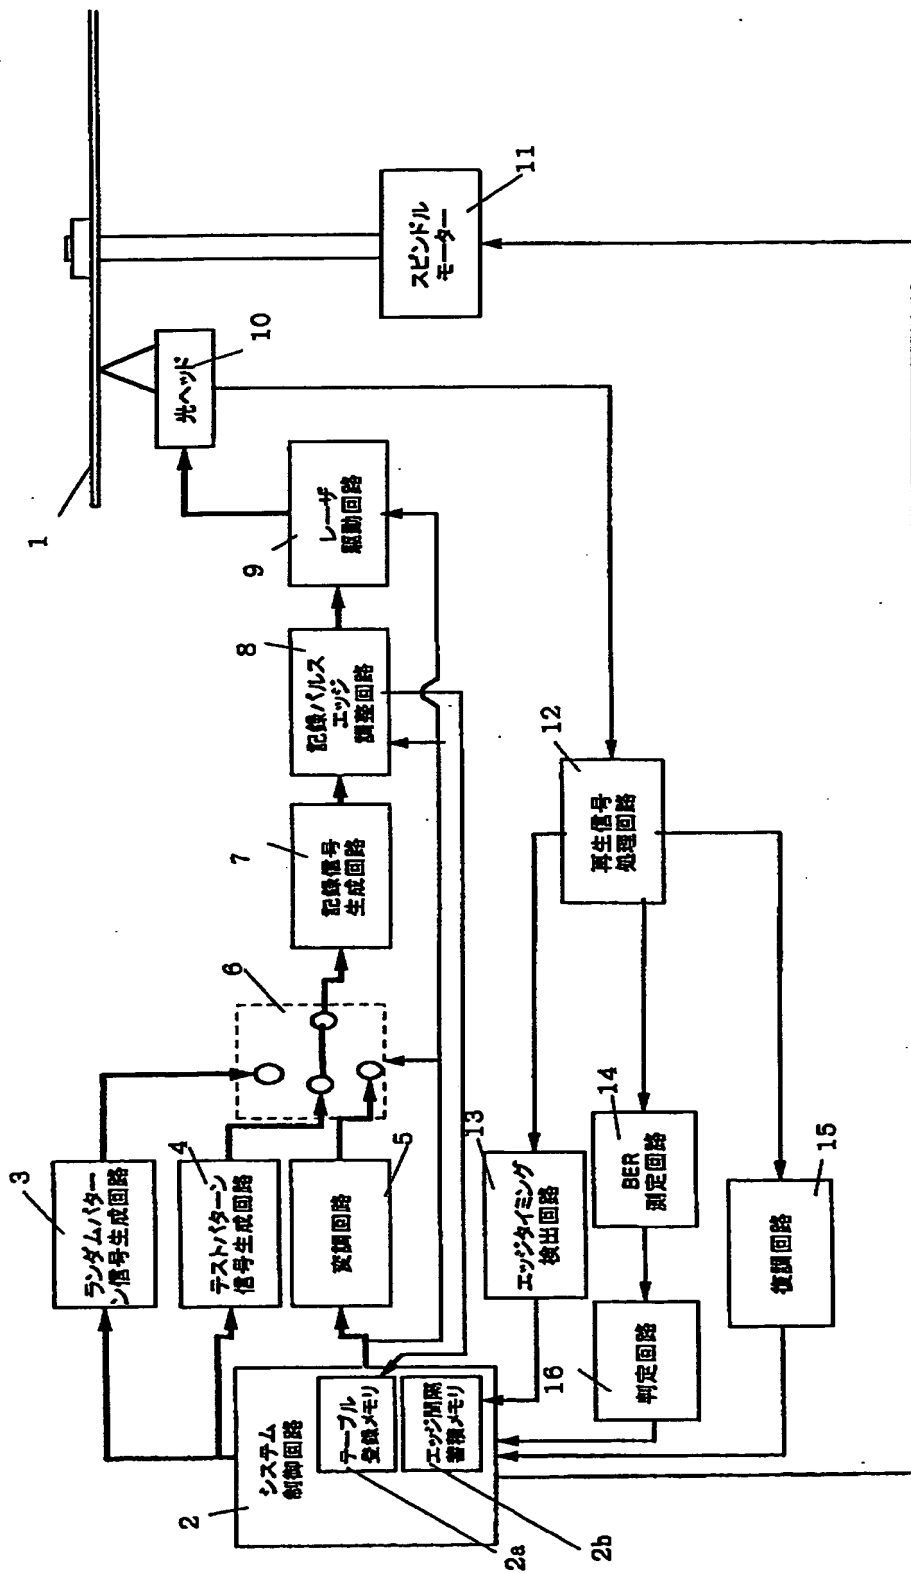 1
2
システム
制御回路
テーブル
登録メモリ
2a
エッジ間隔
蓄積メモリ
2b
3
ランダムパター
ン信号生成回路
4
テストパターン
信号生成回路
5
変調回路
6
7
記録信号
生成回路
8
記録パルス
エッジ
調整回路
9
レーザ
駆動回路
10
光ヘッド
11
スピンドル
モーター
12
再生信号
処理回路
13
エッジタイミング
検出回路
14
BER
測定回路
15
復調回路
16
判定回路